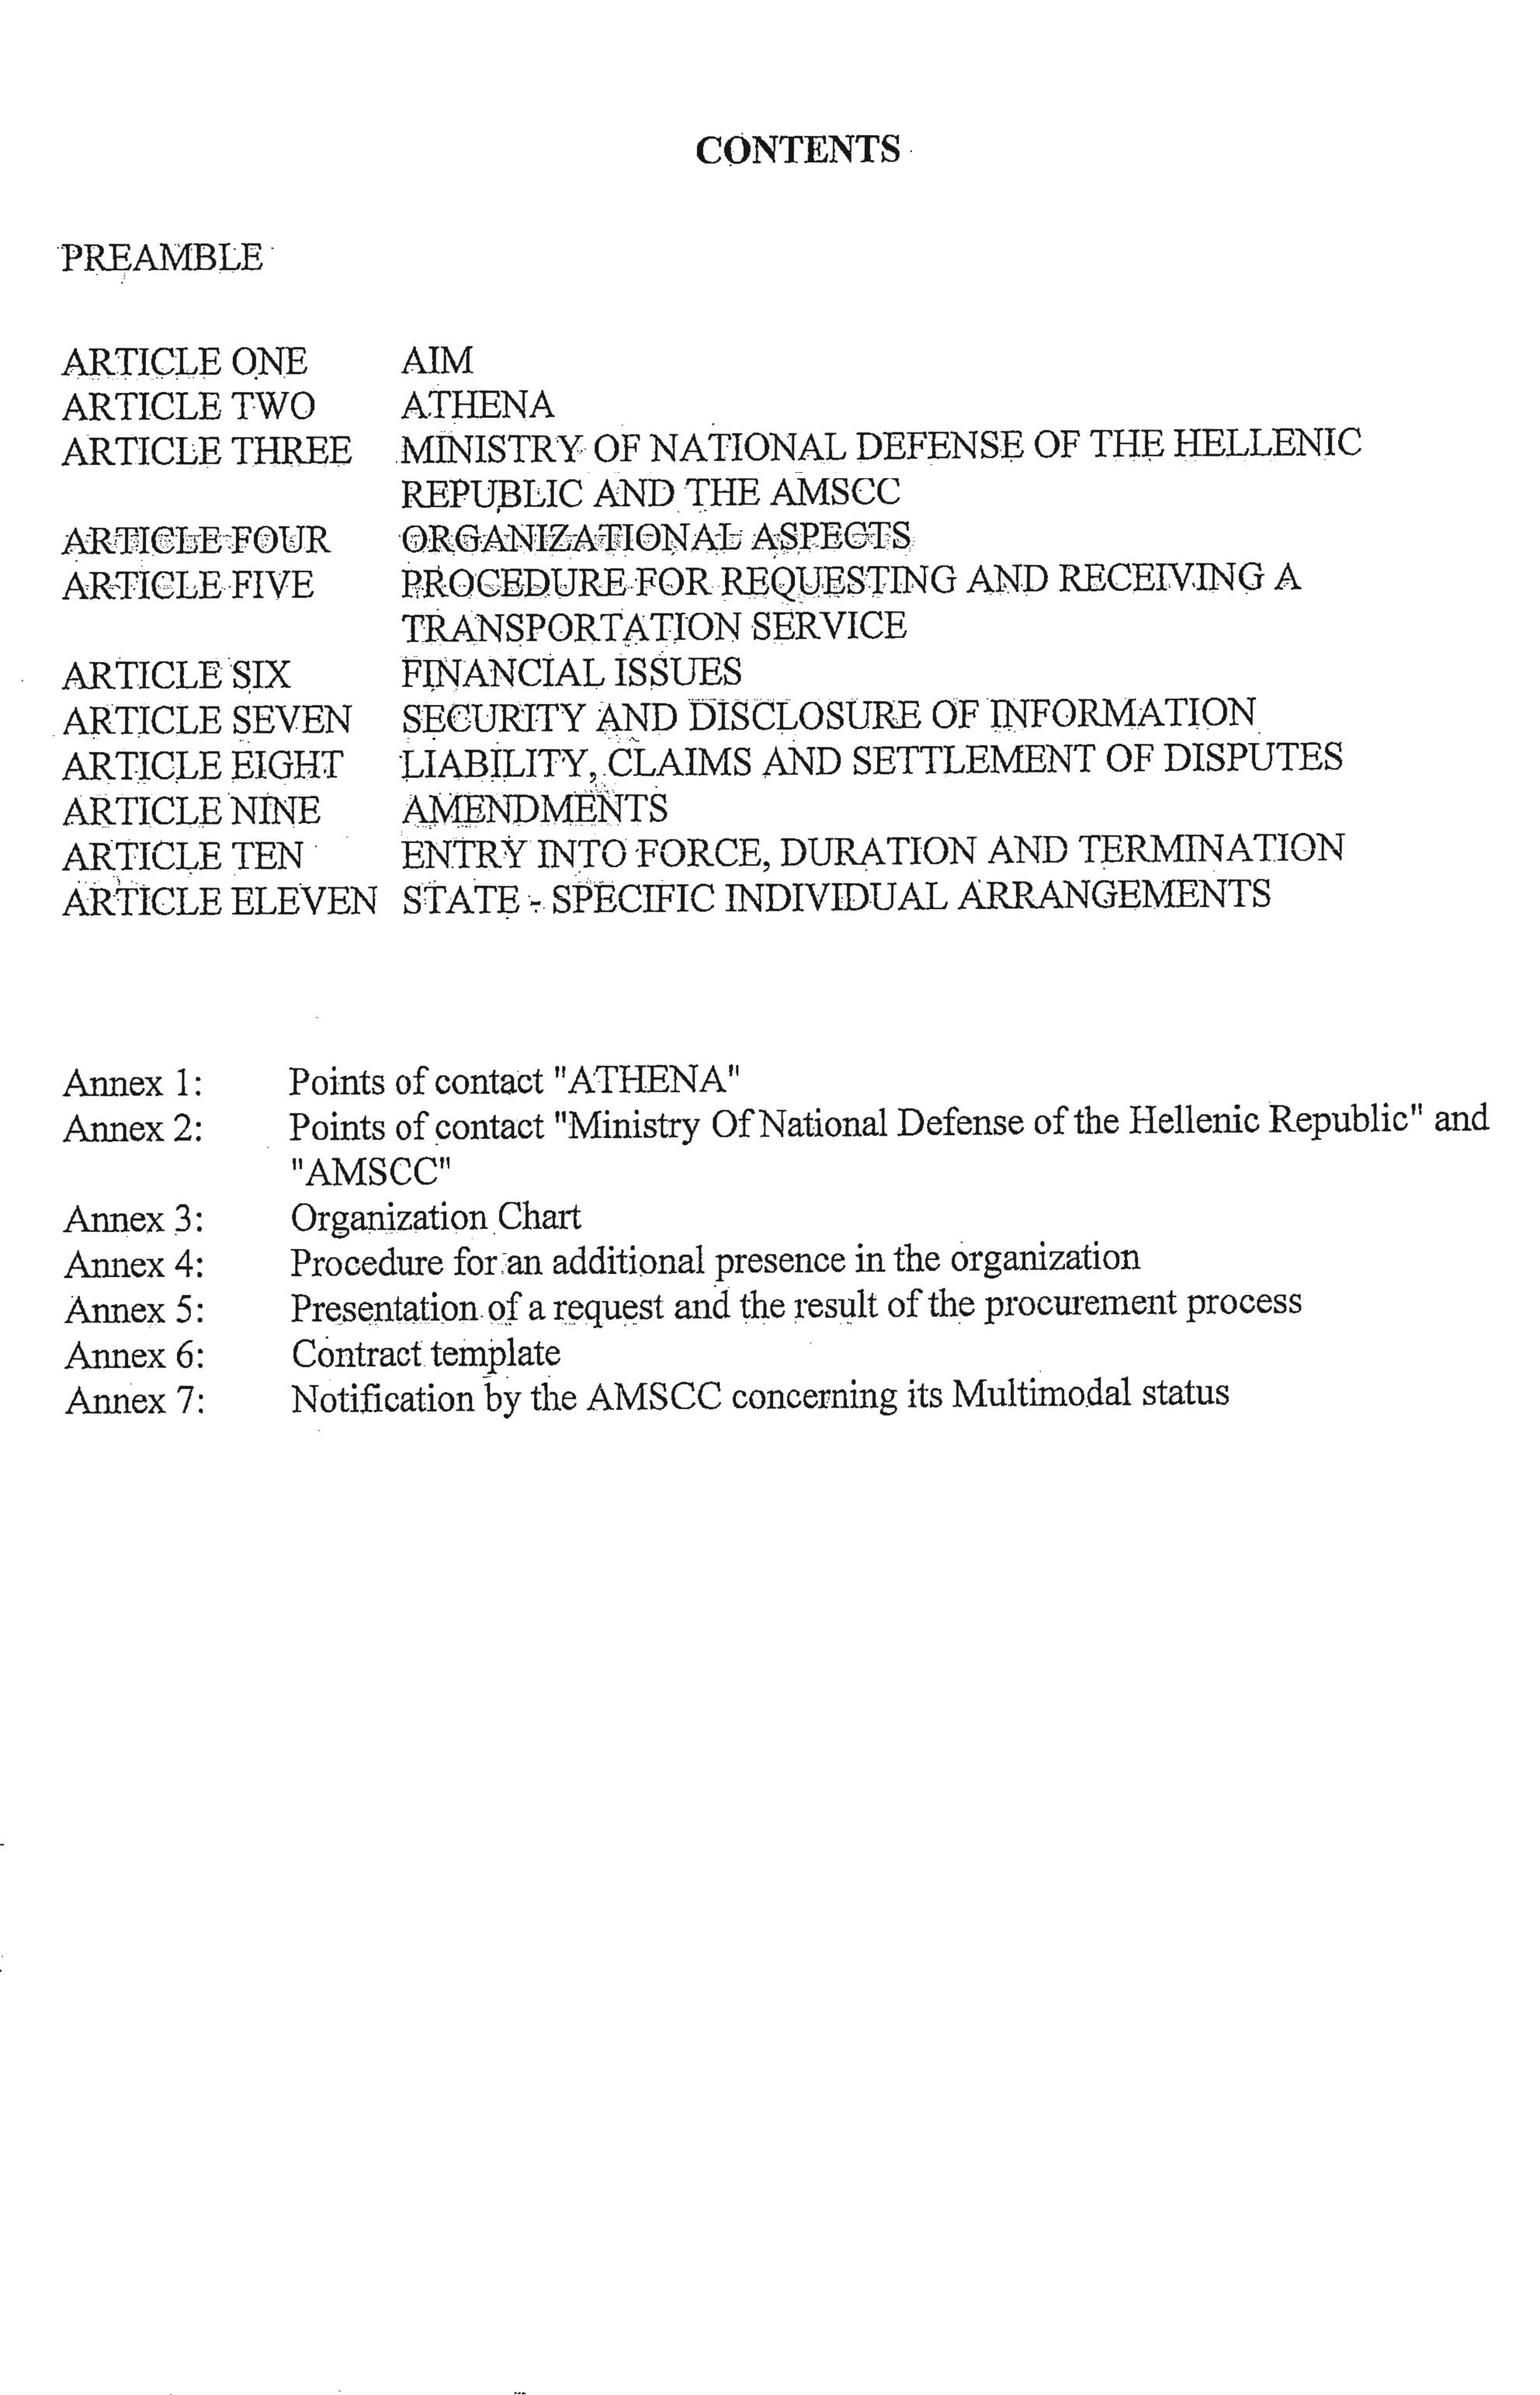 CONTENTS
PREAMBLE
ARTICLE ONE AIM
ARTICLE TWO ATHENA
ARTICLE THREE MINISTRY OF NATIONAL DEFENSE OF THE HELLENIC
REPUBLIC AND THE AMSCC
ARTICLE FOUR ORGANIZATIONAL ASPECTS
ARTICLE FIVE PROCEDURE FOR REQUESTING AND RECEIVING A
TRANSPORTATION SERVICE
ARTICLE SIX FINANCIAL ISSUES
ARTICLE SEVEN SECURITY AND DISCLOSURE OF INFORMATION
ARTICLE EIGHT LIABILITY, CLAIMS AND SETTLEMENT OF DISPUTES
ARTICLE NINE AMENDMENTS
ARTICLE TEN ENTRY INTO FORCE, DURATION AND TERMINATION
ARTICLE ELEVEN STATE - SPECIFIC INDIVIDUAL ARRANGEMENTS
Annex 1: Points of contact "ATHENA"
Annex 2: Points of contact "Ministry Of National Defense of the Hellenic Republic" and
"AMSCC"
Annex 3: Organization Chart
Annex 4: Procedure for an additional presence in the organization
Annex 5: Presentation of a request and the result of the procurement process
Annex 6: Contract template
Annex 7: Notification by the AMSCC concerning its Multimodal status